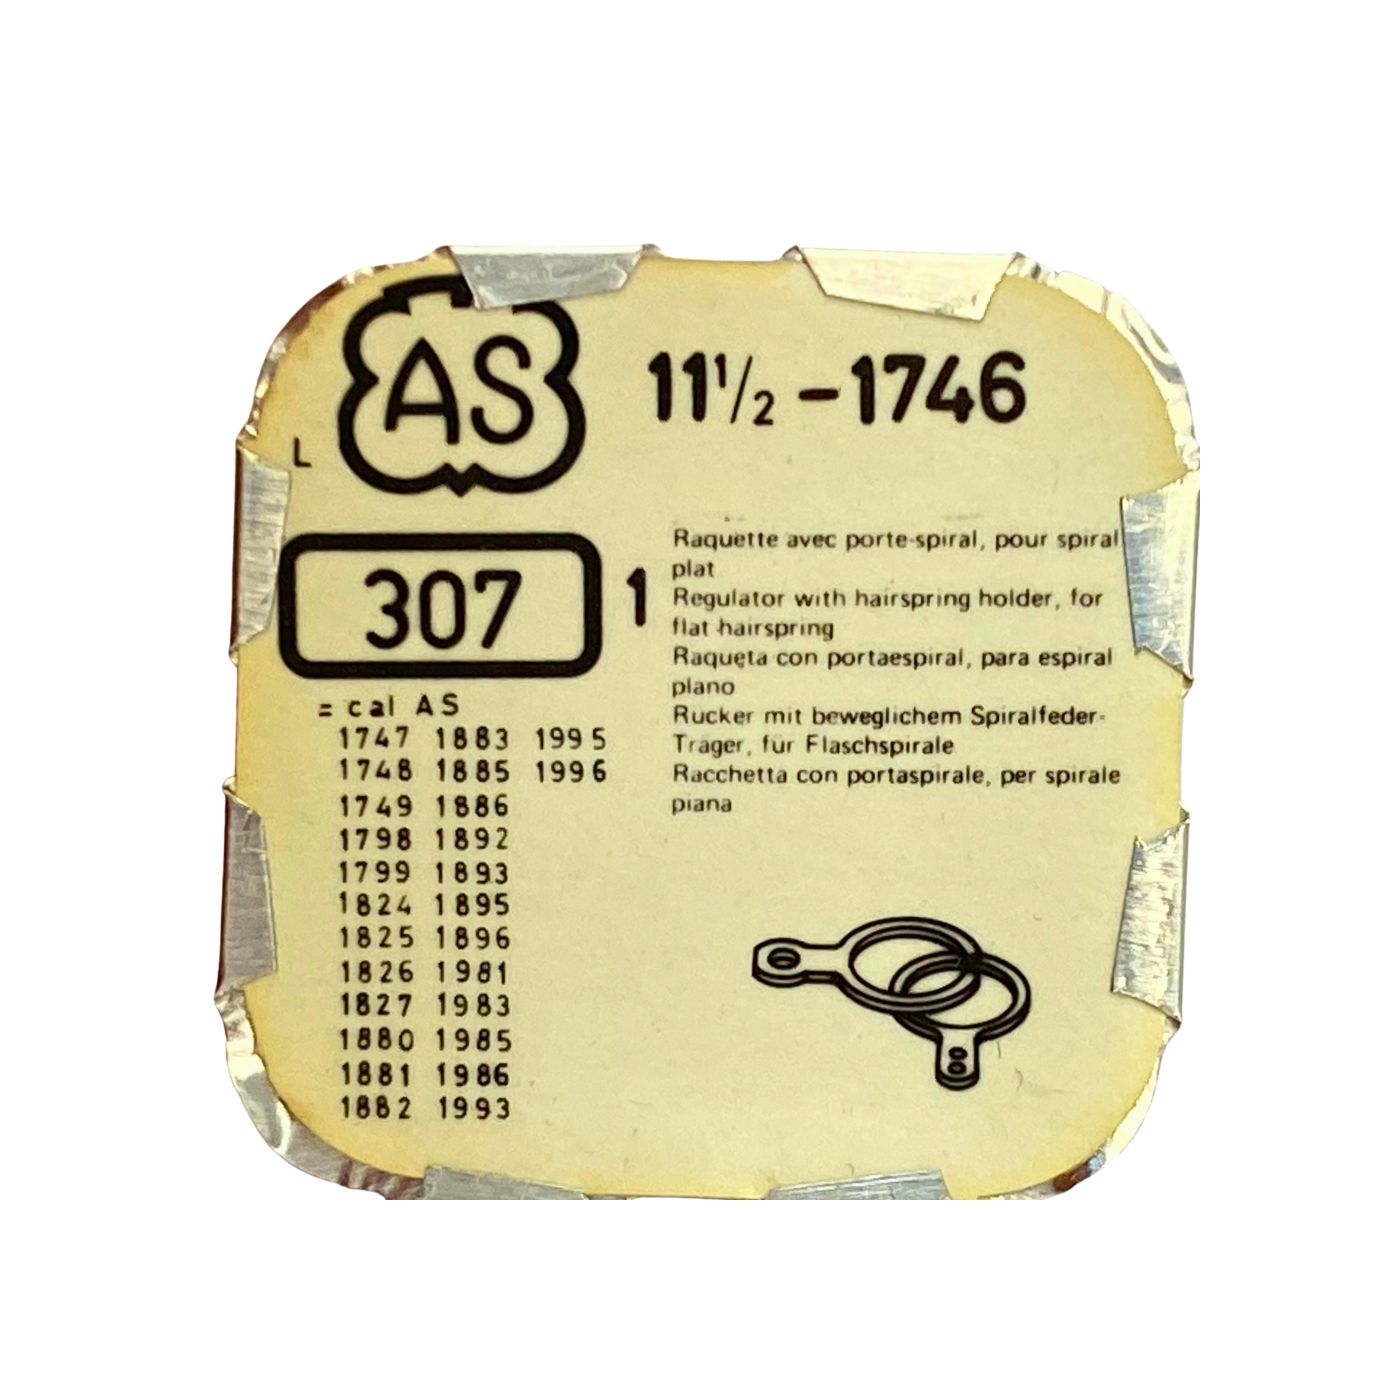 AS
11½ – 1746
L
307
1
Raquette avec porte-spiral, pour spiral
plat
Regulator with hairspring holder, for
flat hairspring
Raqueta con portaespiral, para espiral
plano
Rucker mit beweglichem Spiralfeder-
Trager, fur Flaschspirale
Racchetta con portaspirale, per spirale
piana
= cal AS
1747 1883 1995
1748 1885 1996
1749 1886
1798 1892
1799 1893
1824 1895
1825 1896
1826 1981
1827 1983
1880 1985
1881 1986
1882 1993